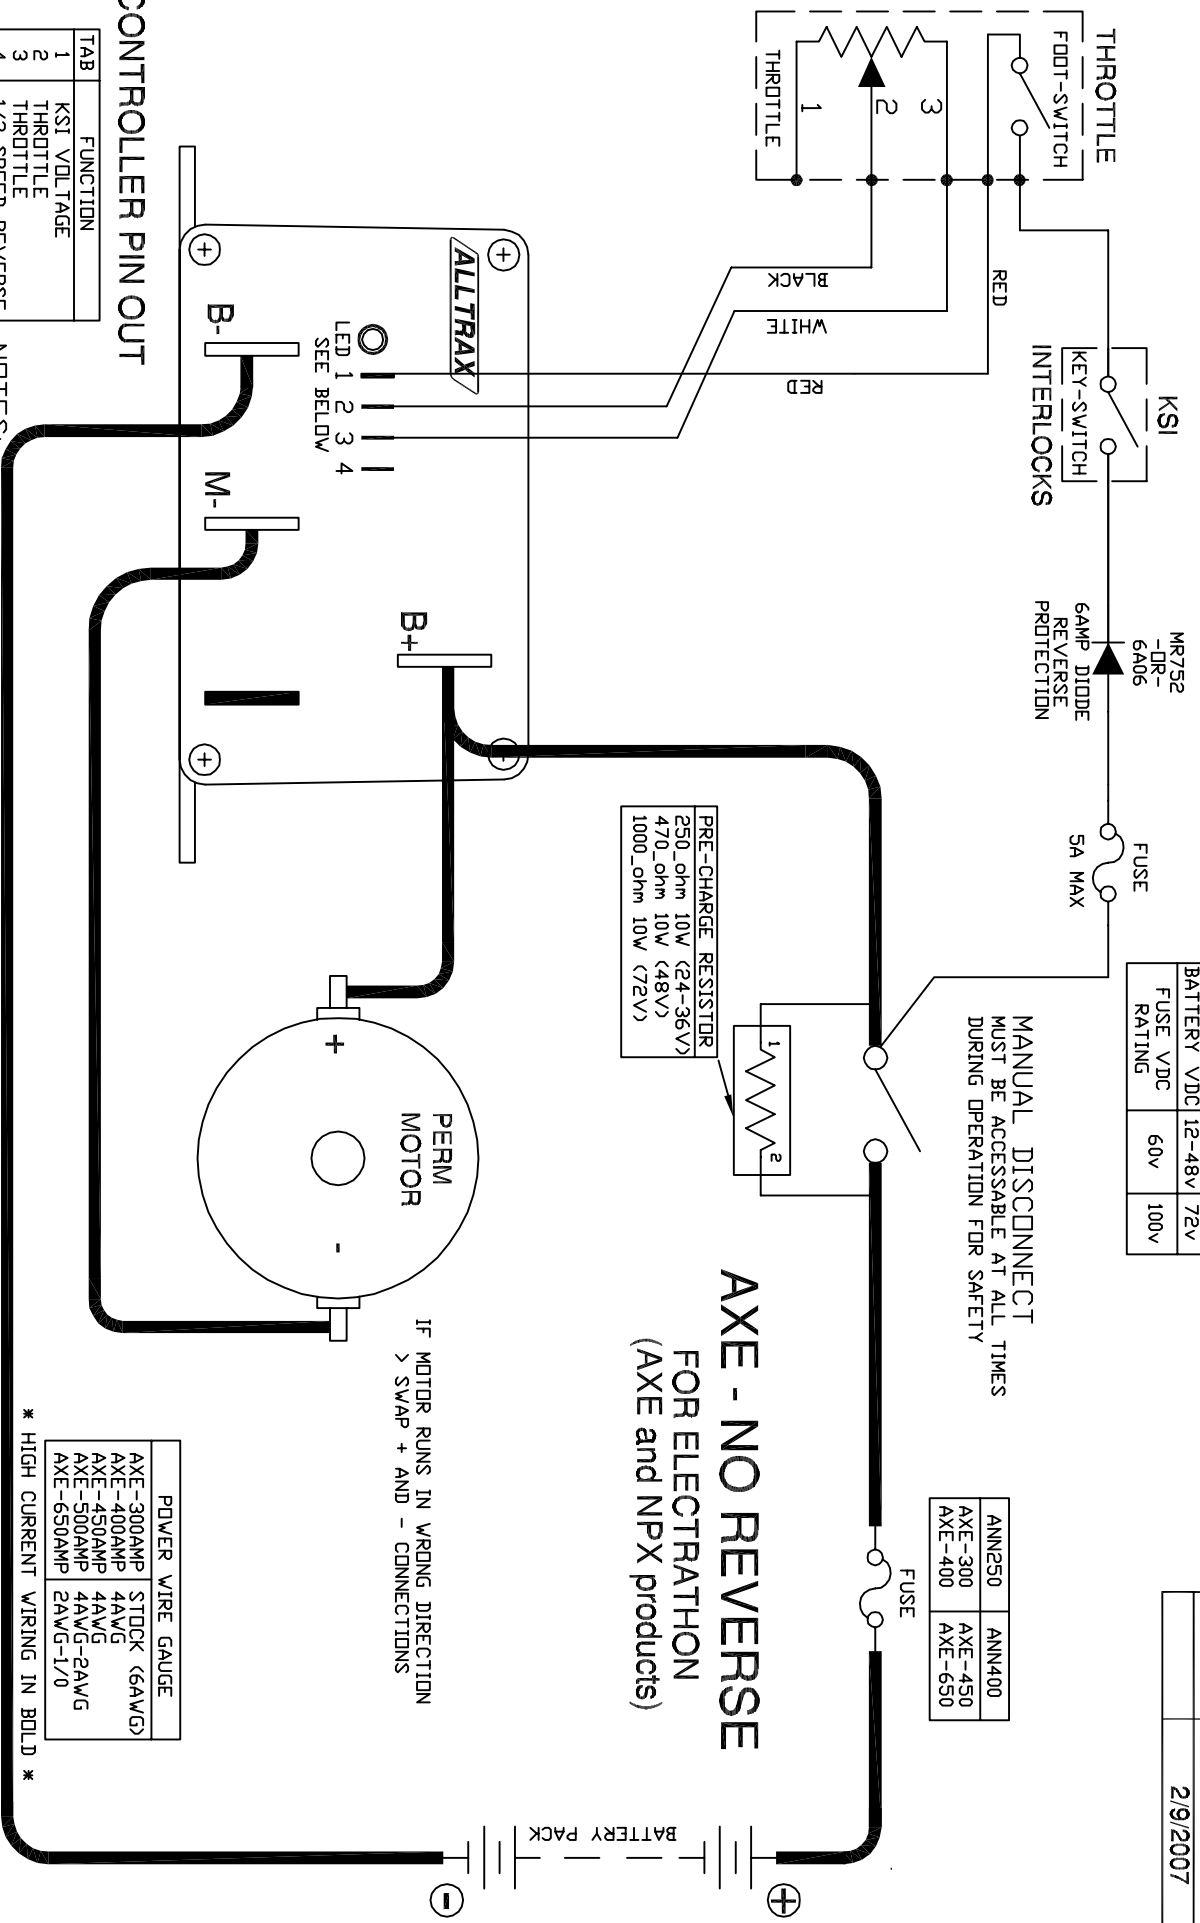 THROTTLE
FOOT-SWITCH
3
2
1
THROTTLE
KSI
KEY-SWITCH
INTERLOCKS
MR752
-OR-
6A06
6AMP DIODE
REVERSE
PROTECTION
FUSE
5A MAX
BATTERY VDC 12-48v 72v
FUSE VDC RATING 60v 100v
2/9/2007
RED
BLACK
WHITE
RED
MANUAL DISCONNECT
MUST BE ACCESSABLE AT ALL TIMES
DURING OPERATION FOR SAFETY
ANN250 ANN400
AXE-300 AXE-450
AXE-400 AXE-650
FUSE
1
2
PRE-CHARGE RESISTOR
250_ohm 10W (24-36V)
470_ohm 10W (48V)
1000_ohm 10W (72V)
AXE - NO REVERSE
FOR ELECTRATHON
(AXE and NPX products)
BATTERY PACK
+
-
ALLTRAX
LED
SEE BELOW
1
2
3
4
B-
M-
B+
PERM
MOTOR
+
-
IF MOTOR RUNS IN WRONG DIRECTION
> SWAP + AND - CONNECTIONS
CONTROLLER PIN OUT
TAB FUNCTION
1 KSI VOLTAGE
2 THROTTLE
3 THROTTLE
4 1/2 SPEED REVERSE
NOTES:
POWER WIRE GAUGE
AXE-300AMP STOCK (6AWG)
AXE-400AMP 4AWG
AXE-450AMP 4AWG
AXE-500AMP 4AWG-2AWG
AXE-650AMP 2AWG-1/0
* HIGH CURRENT WIRING IN BOLD *